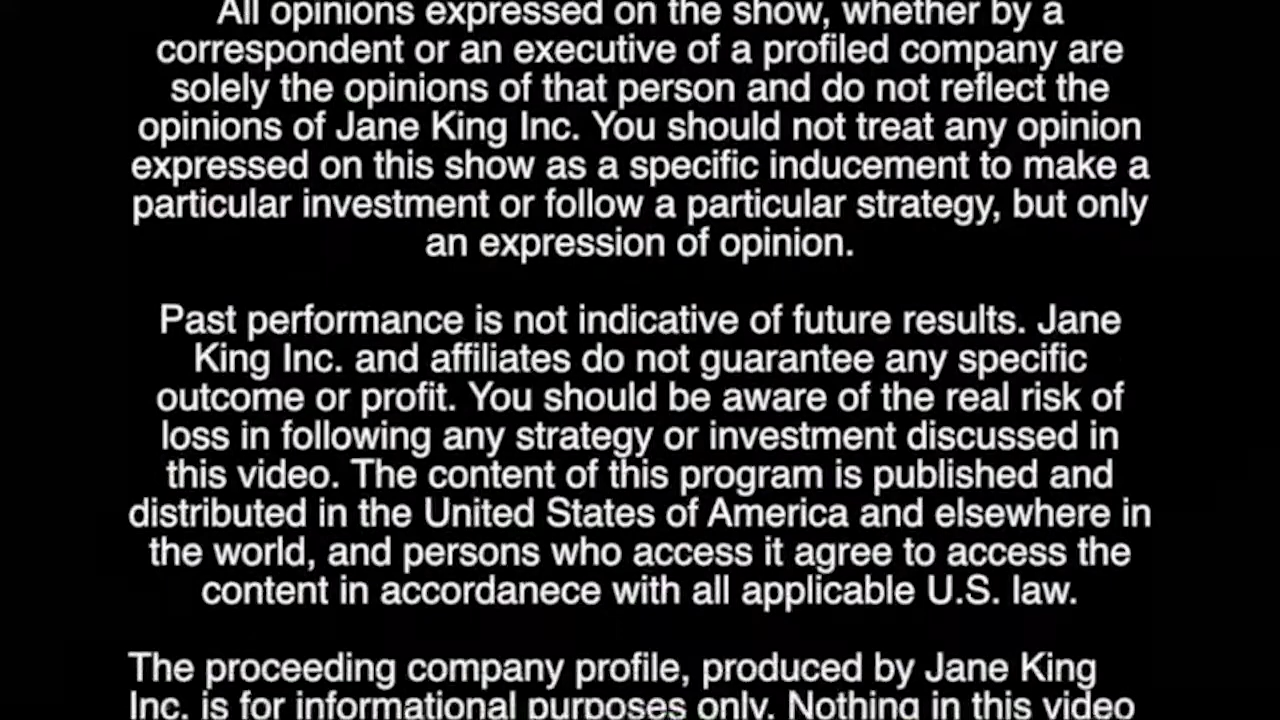 All opinions expressed on the show, whether by a
correspondent or an executive of a profiled company are
solely the opinions of that person and do not reflect the
opinions of Jane King Inc. You should not treat any opinion
expressed on this show as a specific inducement to make a
particular investment or follow a particular strategy, but only
an expression of opinion.
Past performance is not indicative of future results. Jane
King Inc. and affiliates do not guarantee any specific
outcome or profit. You should be aware of the real risk of
loss in following any strategy or investment discussed in
this video. The content of this program is published and
distributed in the United States of America and elsewhere in
the world, and persons who access it agree to access the
content in accordanece with all applicable U.S. law.
The proceeding company profile, produced by Jane King
Inc. is for informational purposes only. Nothing in this video